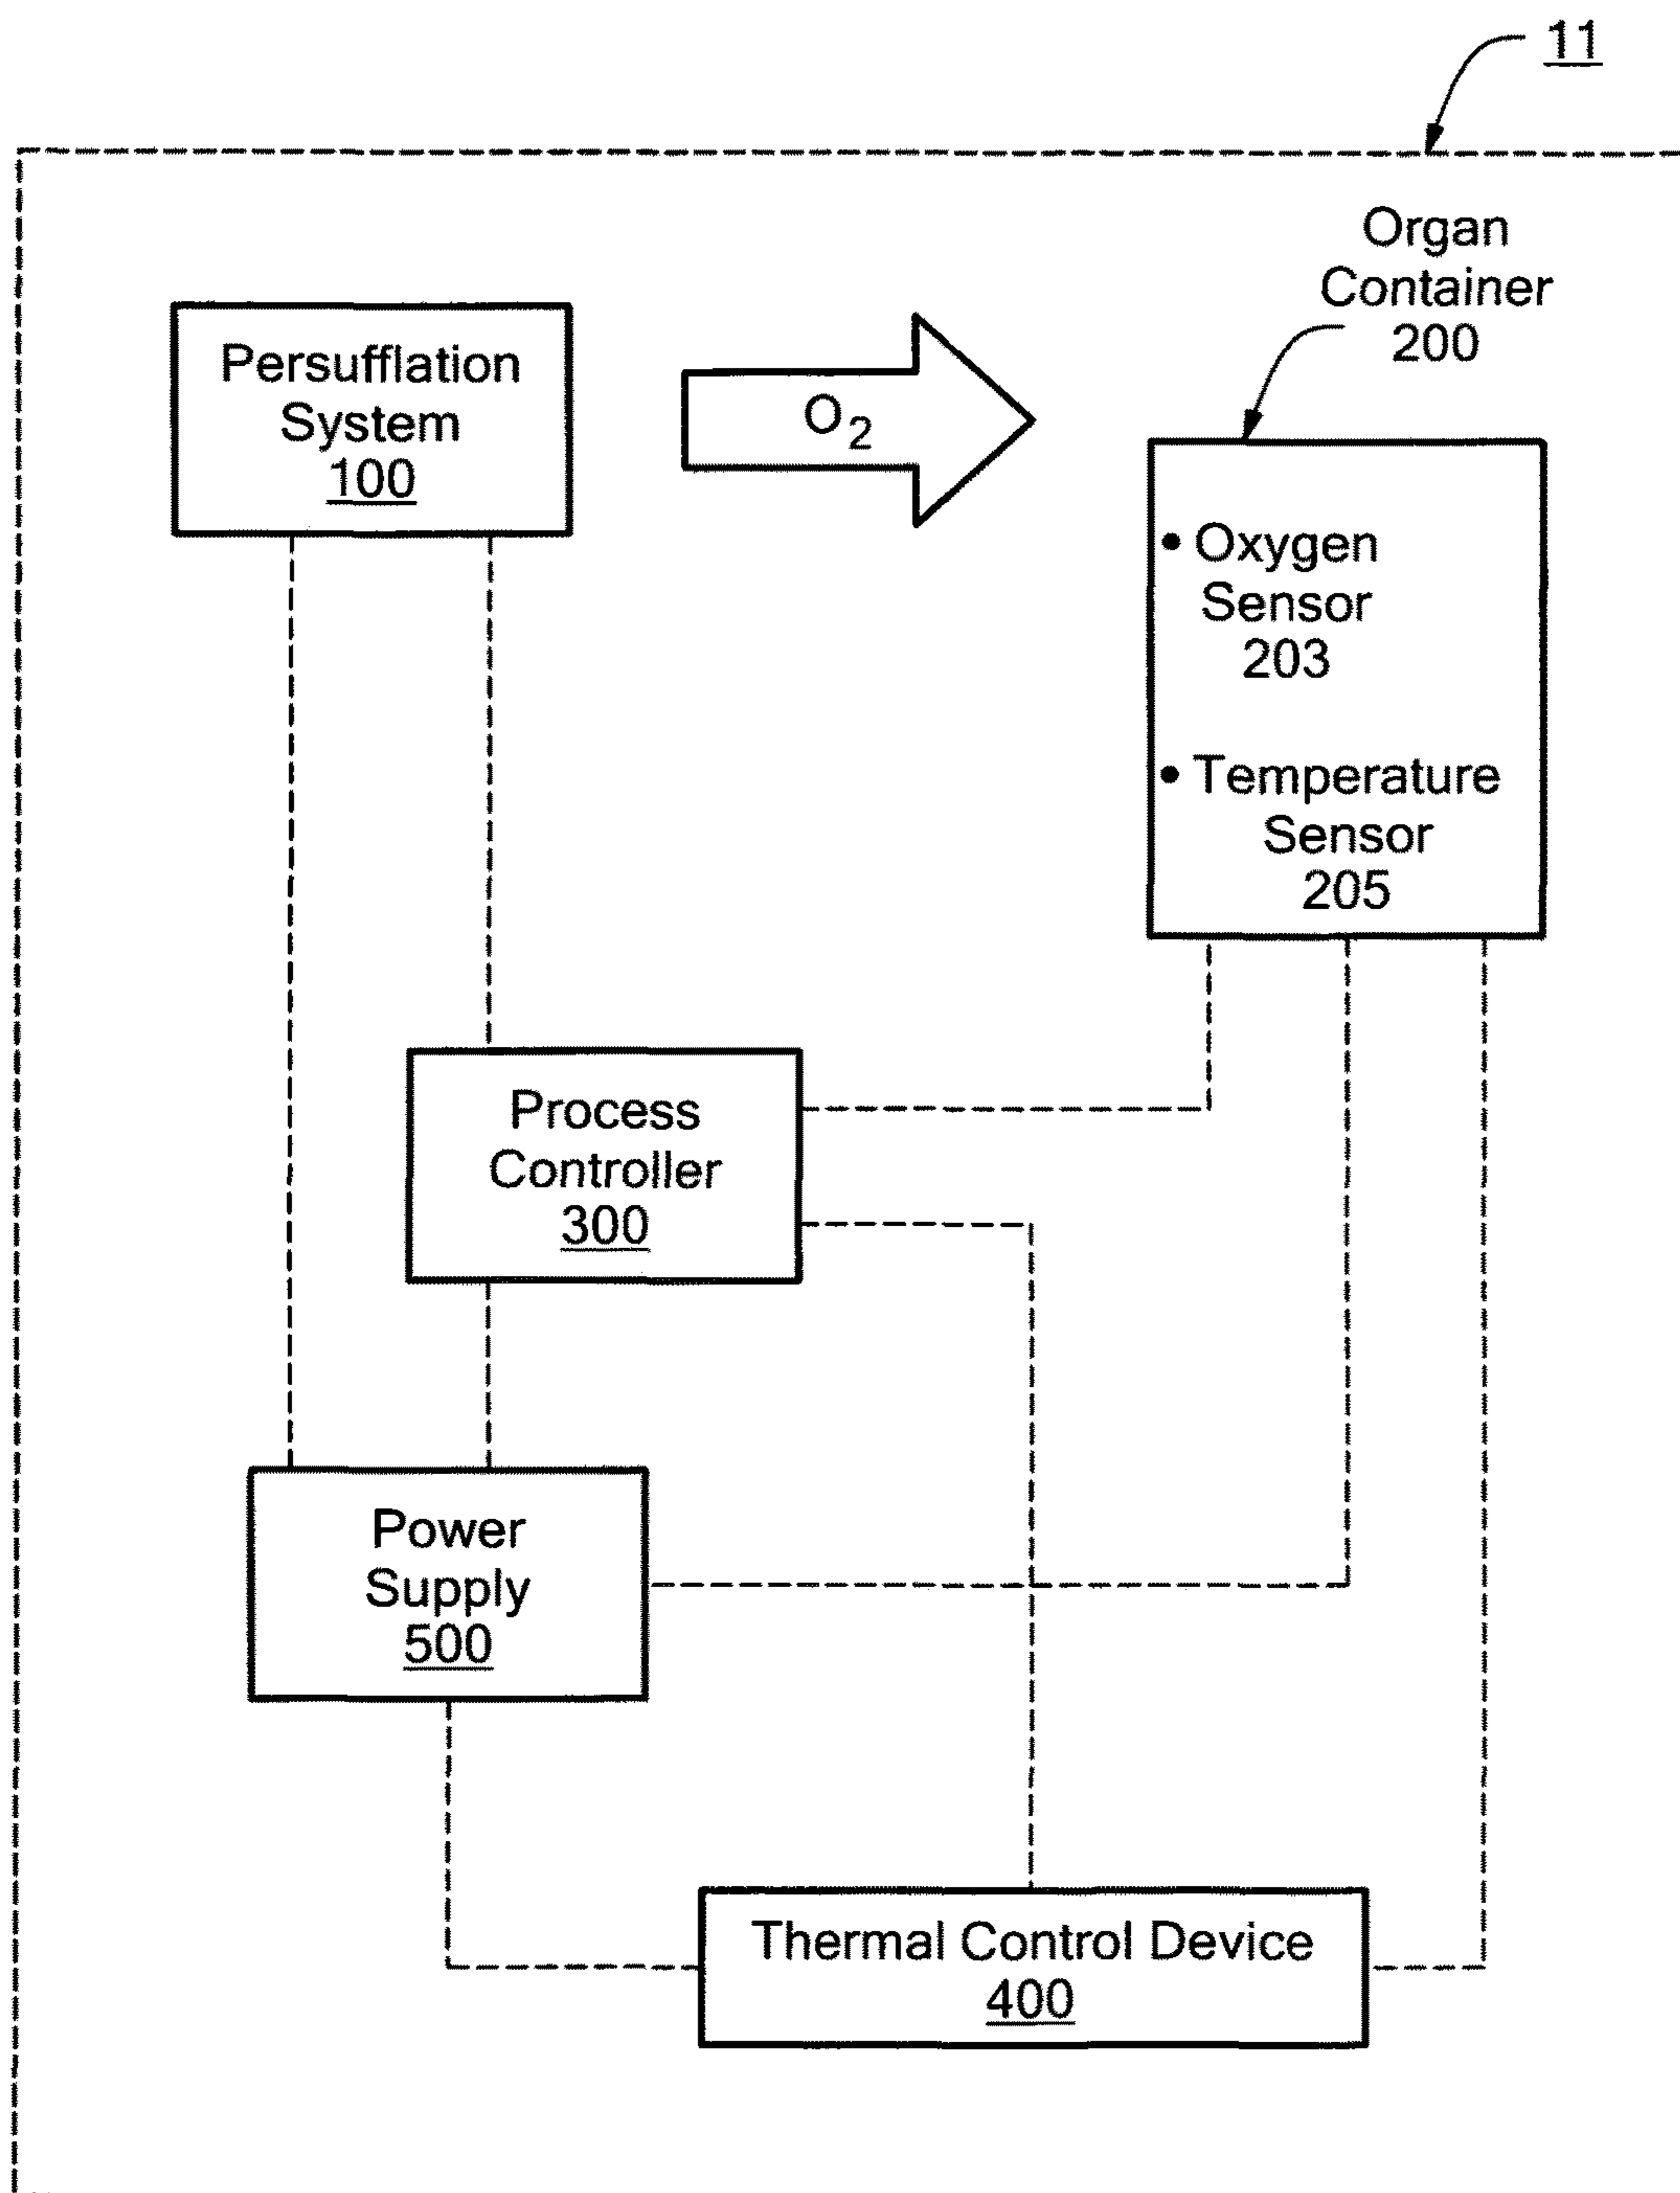 11
Organ
Container
200
Persufflation
System
100
O2
• Oxygen
Sensor
203
• Temperature
Sensor
205
Process
Controller
300
Power
Supply
500
Thermal Control Device
400